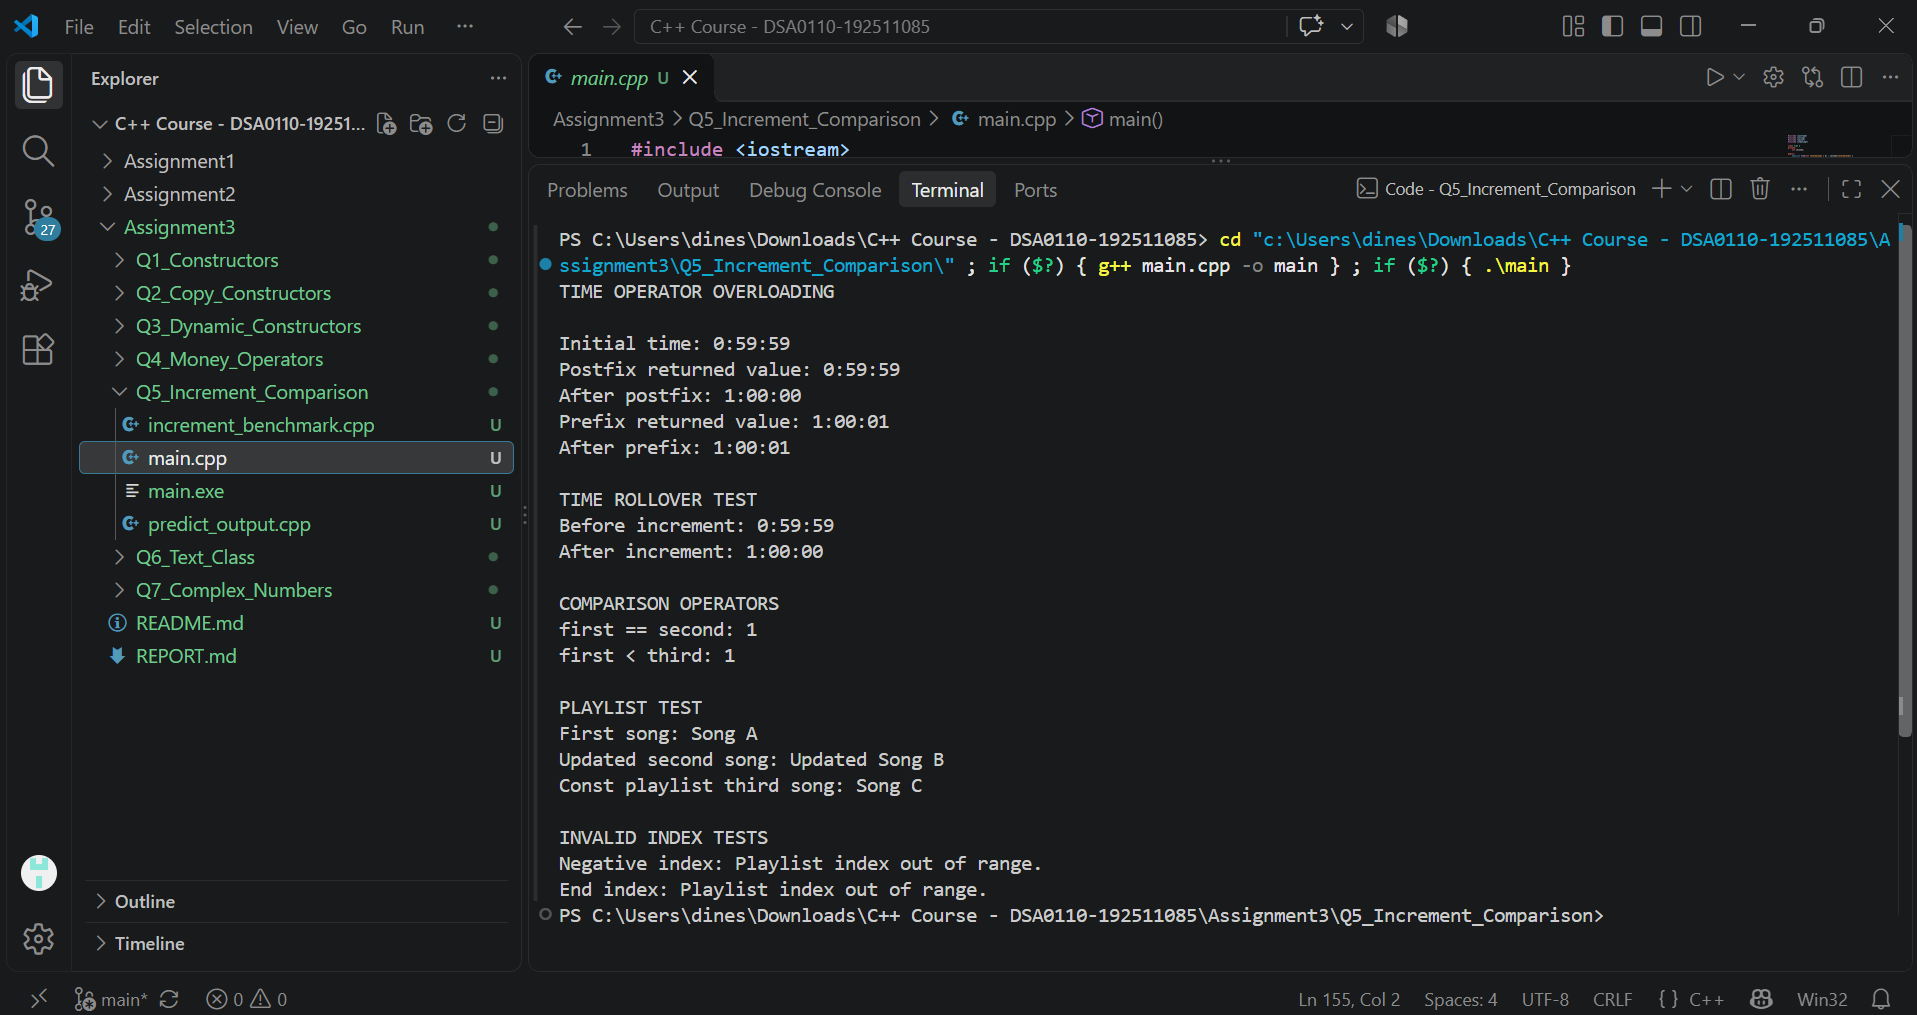 File Edit Selection View Go Run ···
C++ Course - DSA0110-192511085
Explorer
C++ Course - DSA0110-19251...
Assignment1
Assignment2
Assignment3
Q1_Constructors
Q2_Copy_Constructors
Q3_Dynamic_Constructors
Q4_Money_Operators
Q5_Increment_Comparison
increment_benchmark.cpp U
main.cpp U
main.exe U
predict_output.cpp U
Q6_Text_Class
Q7_Complex_Numbers
README.md U
REPORT.md U
Outline
Timeline
27
main.cpp U
Assignment3 > Q5_Increment_Comparison > main.cpp > main()
1 #include <iostream>
Problems Output Debug Console Terminal Ports
Code - Q5_Increment_Comparison
PS C:\Users\dines\Downloads\C++ Course - DSA0110-192511085> cd "c:\Users\dines\Downloads\C++ Course - DSA0110-192511085\A
ssignment3\Q5_Increment_Comparison\" ; if ($?) { g++ main.cpp -o main } ; if ($?) { .\main }
TIME OPERATOR OVERLOADING
Initial time: 0:59:59
Postfix returned value: 0:59:59
After postfix: 1:00:00
Prefix returned value: 1:00:01
After prefix: 1:00:01
TIME ROLLOVER TEST
Before increment: 0:59:59
After increment: 1:00:00
COMPARISON OPERATORS
first == second: 1
first < third: 1
PLAYLIST TEST
First song: Song A
Updated second song: Updated Song B
Const playlist third song: Song C
INVALID INDEX TESTS
Negative index: Playlist index out of range.
End index: Playlist index out of range.
PS C:\Users\dines\Downloads\C++ Course - DSA0110-192511085\Assignment3\Q5_Increment_Comparison>
main* 0 0
Ln 155, Col 2 Spaces: 4 UTF-8 CRLF {} C++ Win32